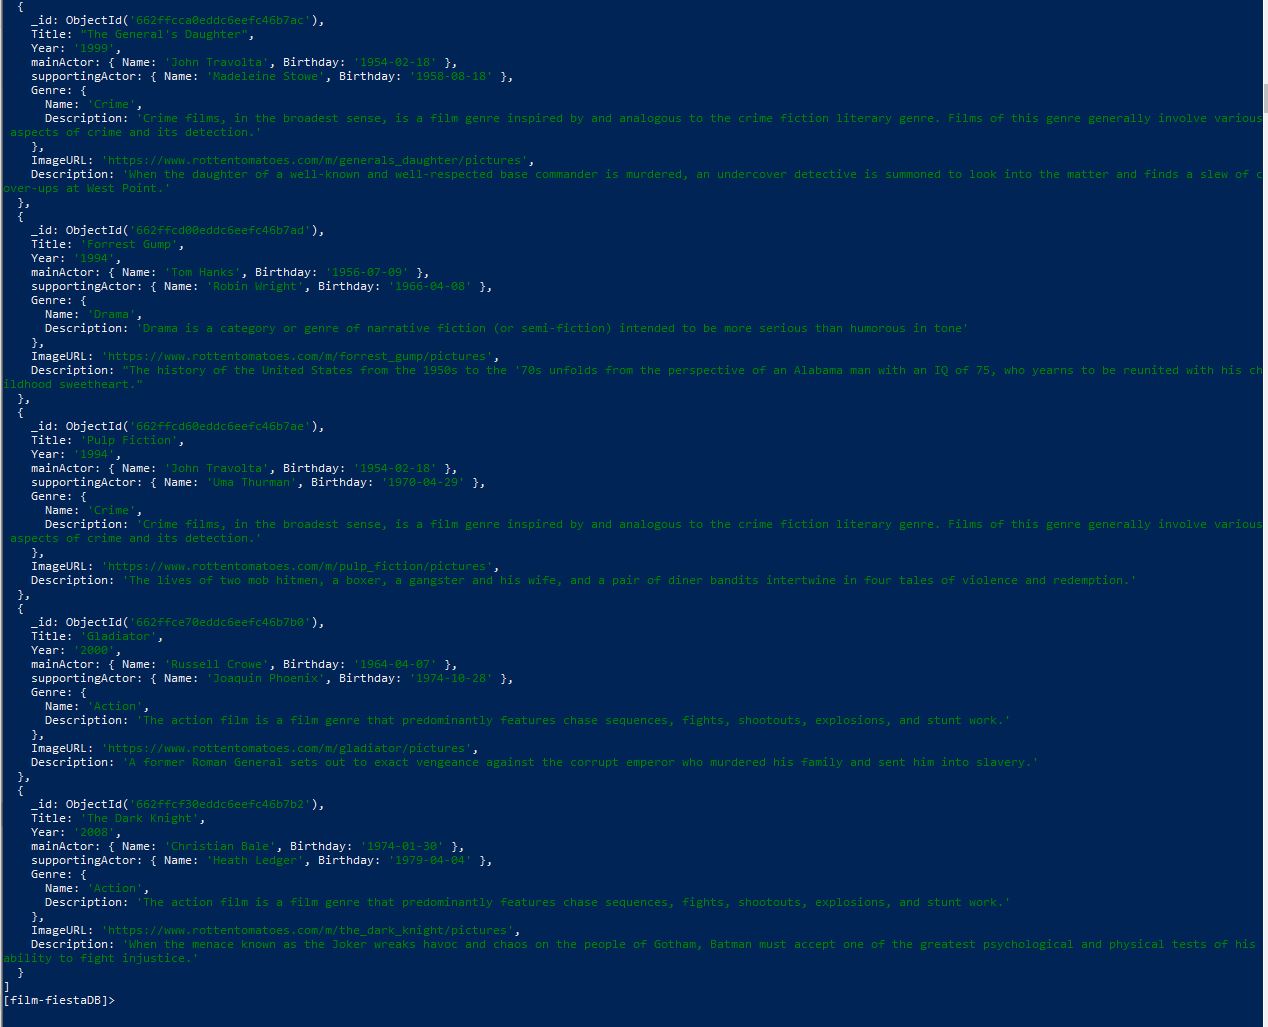 {
_id: ObjectId('662ffcca0eddc6eefc46b7ac'),
Title: "The General's Daughter",
Year: '1999',
mainActor: { Name: 'John Travolta', Birthday: '1954-02-18' },
supportingActor: { Name: 'Madeleine Stowe', Birthday: '1958-08-18' },
Genre: {
Name: 'Crime',
Description: 'Crime films, in the broadest sense, is a film genre inspired by and analogous to the crime fiction literary genre. Films of this genre generally involve various
aspects of crime and its detection.'
},
ImageURL: 'https://www.rottentomatoes.com/m/generals_daughter/pictures',
Description: 'When the daughter of a well-known and well-respected base commander is murdered, an undercover detective is summoned to look into the matter and finds a slew of c
over-ups at West Point.'
},
{
_id: ObjectId('662ffcd00eddc6eefc46b7ad'),
Title: 'Forrest Gump',
Year: '1994',
mainActor: { Name: 'Tom Hanks', Birthday: '1956-07-09' },
supportingActor: { Name: 'Robin Wright', Birthday: '1966-04-08' },
Genre: {
Name: 'Drama',
Description: 'Drama is a category or genre of narrative fiction (or semi-fiction) intended to be more serious than humorous in tone'
},
ImageURL: 'https://www.rottentomatoes.com/m/forrest_gump/pictures',
Description: "The history of the United States from the 1950s to the '70s unfolds from the perspective of an Alabama man with an IQ of 75, who yearns to be reunited with his ch
ildhood sweetheart."
},
{
_id: ObjectId('662ffcd60eddc6eefc46b7ae'),
Title: 'Pulp Fiction',
Year: '1994',
mainActor: { Name: 'John Travolta', Birthday: '1954-02-18' },
supportingActor: { Name: 'Uma Thurman', Birthday: '1970-04-29' },
Genre: {
Name: 'Crime',
Description: 'Crime films, in the broadest sense, is a film genre inspired by and analogous to the crime fiction literary genre. Films of this genre generally involve various
aspects of crime and its detection.'
},
ImageURL: 'https://www.rottentomatoes.com/m/pulp_fiction/pictures',
Description: 'The lives of two mob hitmen, a boxer, a gangster and his wife, and a pair of diner bandits intertwine in four tales of violence and redemption.'
},
{
_id: ObjectId('662ffce70eddc6eefc46b7b0'),
Title: 'Gladiator',
Year: '2000',
mainActor: { Name: 'Russell Crowe', Birthday: '1964-04-07' },
supportingActor: { Name: 'Joaquin Phoenix', Birthday: '1974-10-28' },
Genre: {
Name: 'Action',
Description: 'The action film is a film genre that predominantly features chase sequences, fights, shootouts, explosions, and stunt work.'
},
ImageURL: 'https://www.rottentomatoes.com/m/gladiator/pictures',
Description: 'A former Roman General sets out to exact vengeance against the corrupt emperor who murdered his family and sent him into slavery.'
},
{
_id: ObjectId('662ffcf30eddc6eefc46b7b2'),
Title: 'The Dark Knight',
Year: '2008',
mainActor: { Name: 'Christian Bale', Birthday: '1974-01-30' },
supportingActor: { Name: 'Heath Ledger', Birthday: '1979-04-04' },
Genre: {
Name: 'Action',
Description: 'The action film is a film genre that predominantly features chase sequences, fights, shootouts, explosions, and stunt work.'
},
ImageURL: 'https://www.rottentomatoes.com/m/the_dark_knight/pictures',
Description: 'When the menace known as the Joker wreaks havoc and chaos on the people of Gotham, Batman must accept one of the greatest psychological and physical tests of his
ability to fight injustice.'
}
]
[film-fiestaDB]>